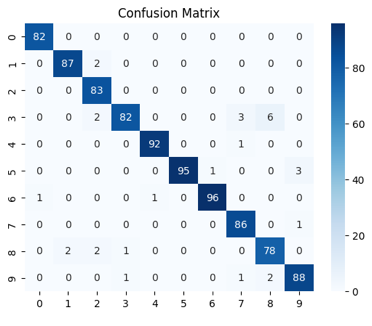 Confusion Matrix
0 82 0 0 0 0 0 0 0 0 0
1 0 87 2 0 0 0 0 0 0 0
2 0 0 83 0 0 0 0 0 0 0
3 0 0 2 82 0 0 0 3 6 0
4 0 0 0 0 92 0 0 1 0 0
5 0 0 0 0 0 95 1 0 0 3
6 1 0 0 0 1 0 96 0 0 0
7 0 0 0 0 0 0 0 86 0 1
8 0 2 2 1 0 0 0 0 78 0
9 0 0 0 1 0 0 0 1 2 88
0 1 2 3 4 5 6 7 8 9
80
60
40
20
0